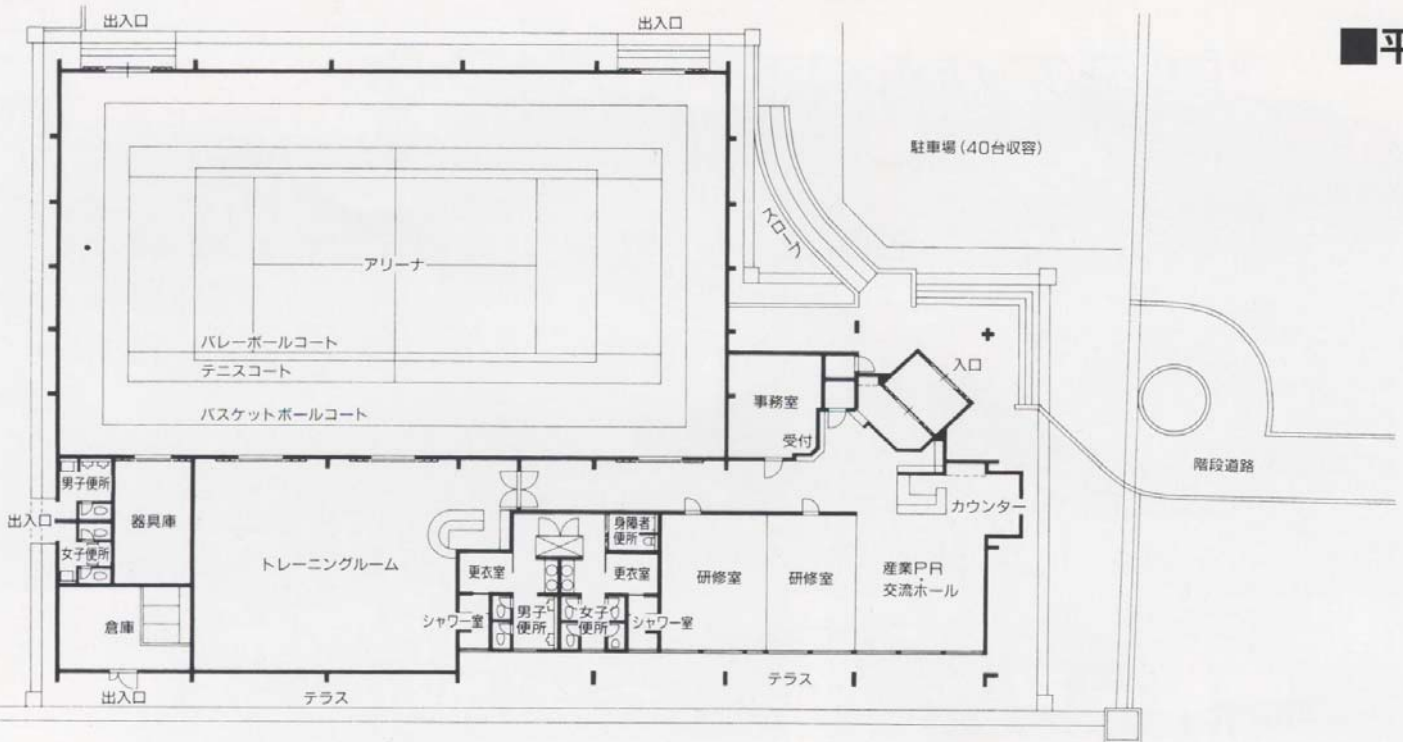 出入口
出入口
■平
駐車場(40台収容)
スロープ
アリーナ
バレーボールコート
テニスコート
バスケットボールコート
入口
事務室
受付
階段道路
カウンター
男子便所
出入口
器具庫
女子便所
トレーニングルーム
身障者
便所
更衣室
更衣室
研修室
研修室
産業PR
・
交流ホール
シャワー室
男子
便所
女子
便所
シャワー室
倉庫
出入口
テラス
テラス